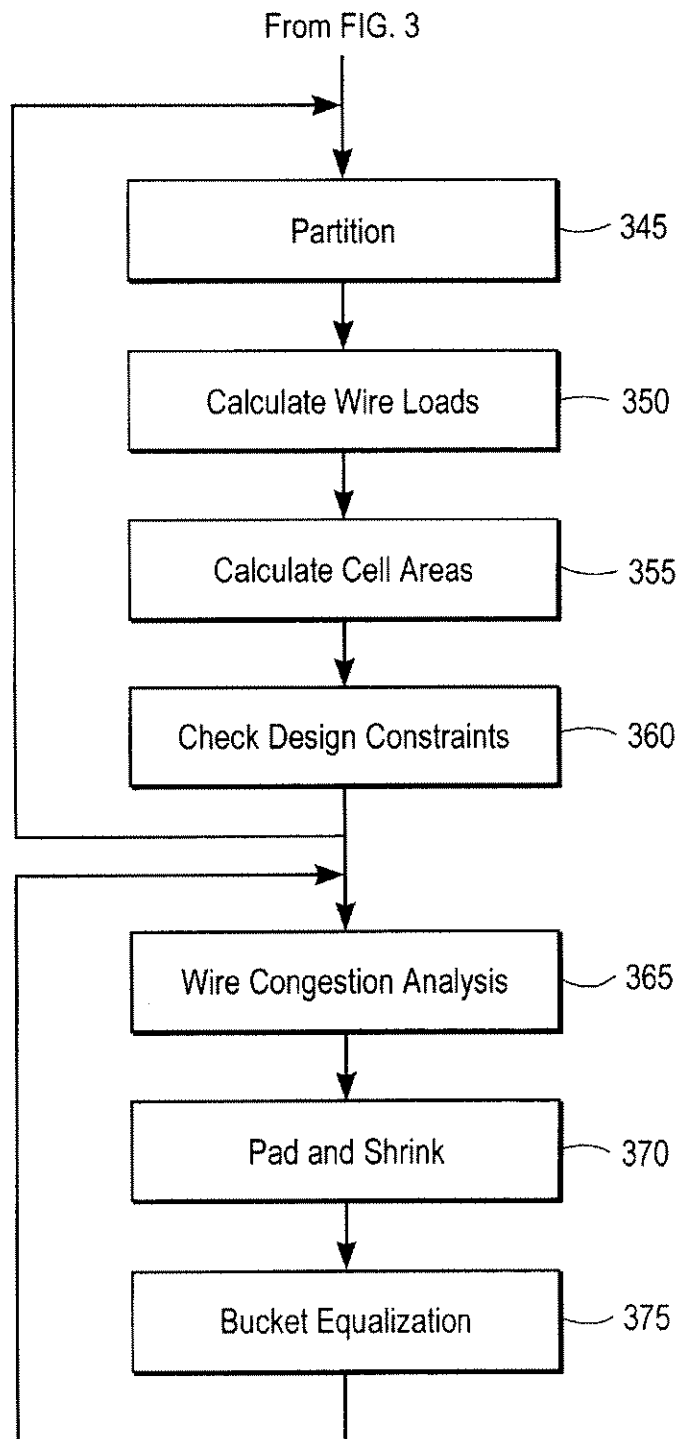 From FIG. 3
Partition
345
Calculate Wire Loads
350
Calculate Cell Areas
355
Check Design Constraints
360
Wire Congestion Analysis
365
Pad and Shrink
370
Bucket Equalization
375